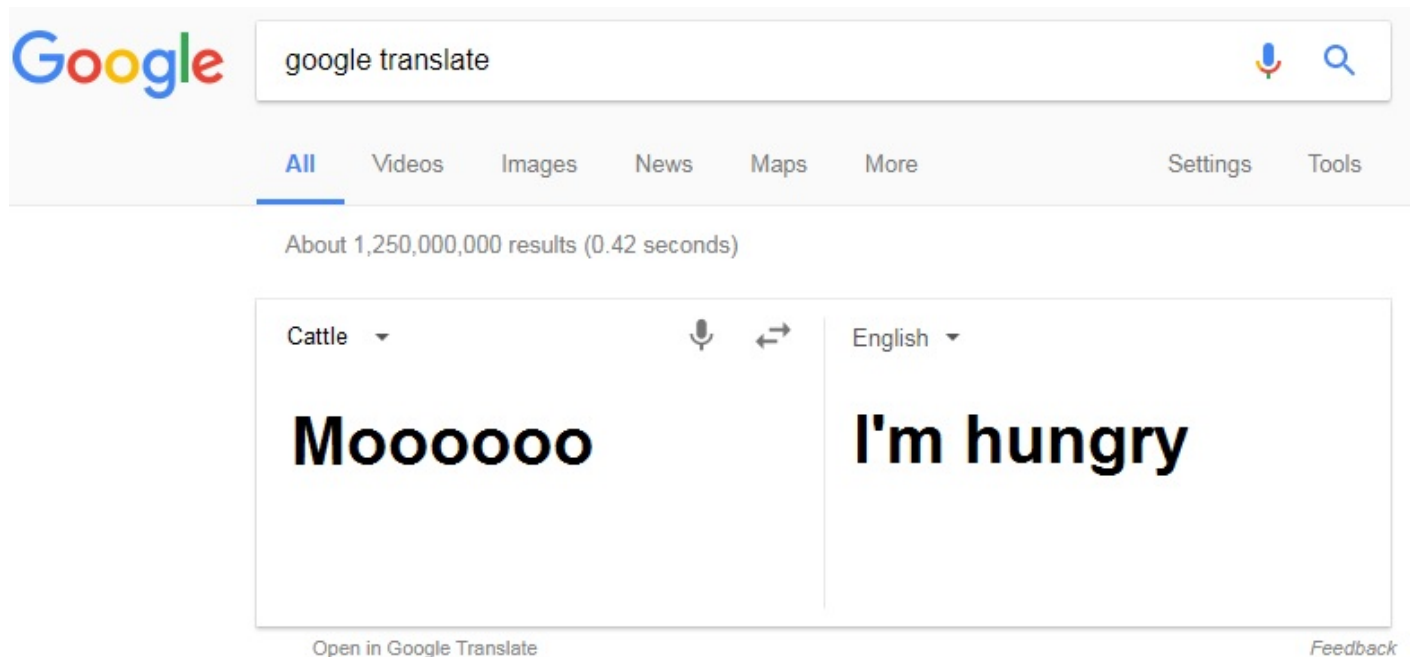 Google google translate
All Videos Images News Maps More Settings Tools
About 1,250,000,000 results (0.42 seconds)
Cattle English
Moooooo I'm hungry
Open in Google Translate Feedback